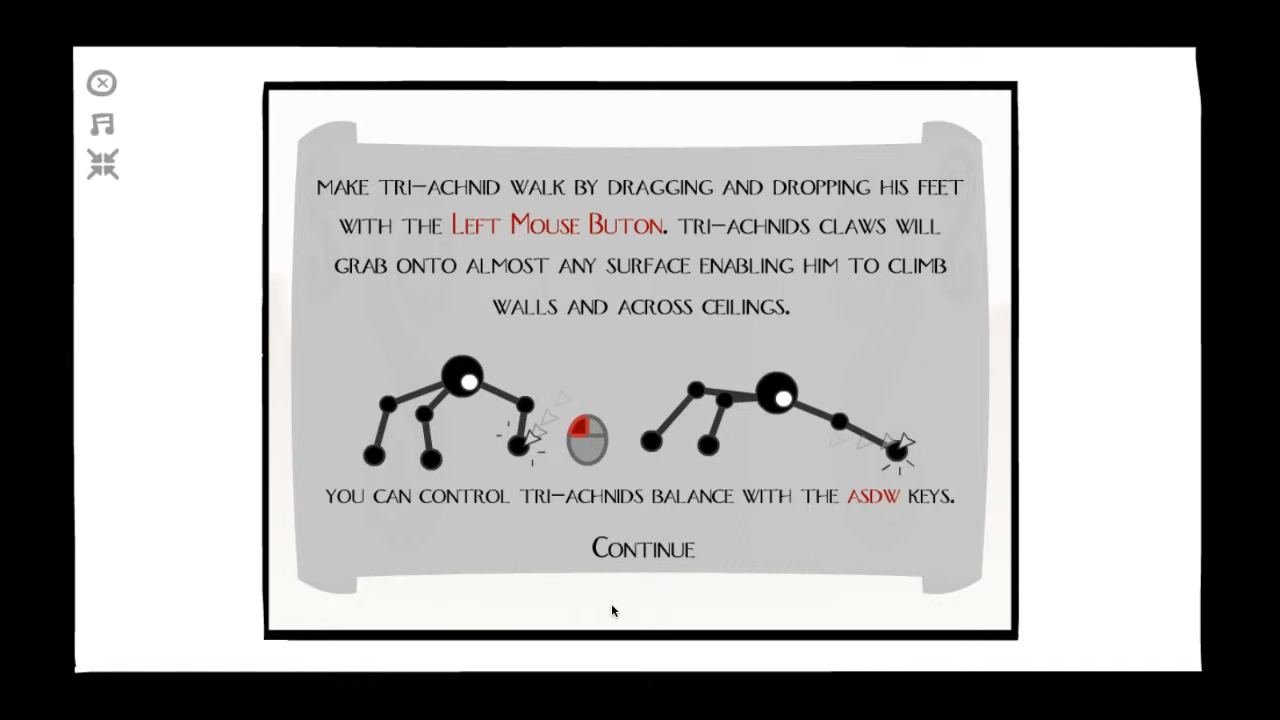 MAKE TRI-ACHNID WALK BY DRAGGING AND DROPPING HIS FEET
WITH THE LEFT MOUSE BUTON. TRI-ACHNIDS CLAWS WILL
GRAB ONTO ALMOST ANY SURFACE ENABLING HIM TO CLIMB
WALLS AND ACROSS CEILINGS.
YOU CAN CONTROL TRI-ACHNIDS BALANCE WITH THE ASDW KEYS.
CONTINUE